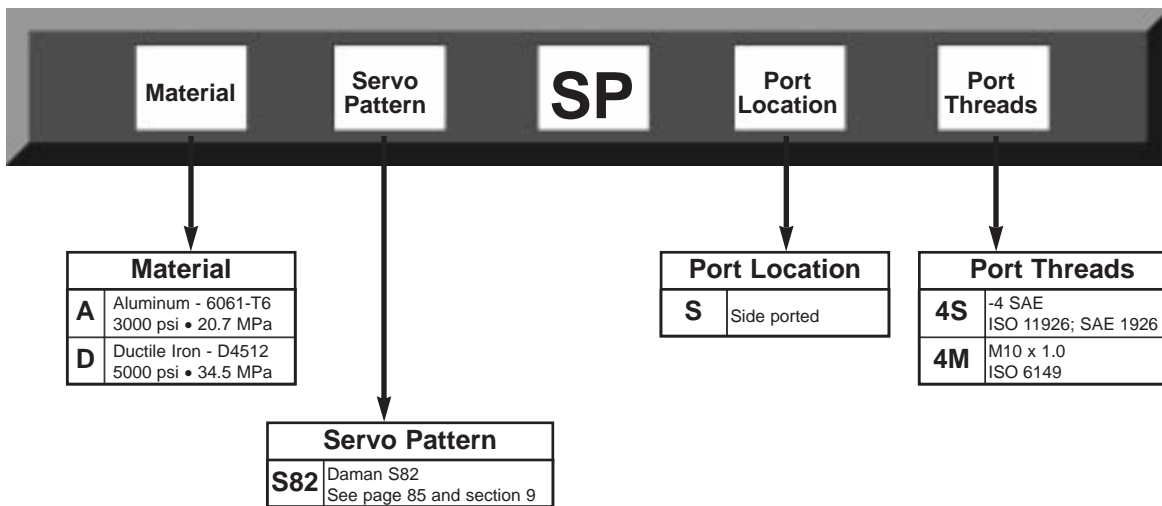 Material
Servo
Pattern
SP
Port
Location
Port
Threads
Material
A
Aluminum - 6061-T6
3000 psi • 20.7 MPa
D
Ductile Iron - D4512
5000 psi • 34.5 MPa
Port Location
S
Side ported
Port Threads
4S
-4 SAE
ISO 11926; SAE 1926
4M
M10 x 1.0
ISO 6149
Servo Pattern
S82
Daman S82
See page 85 and section 9